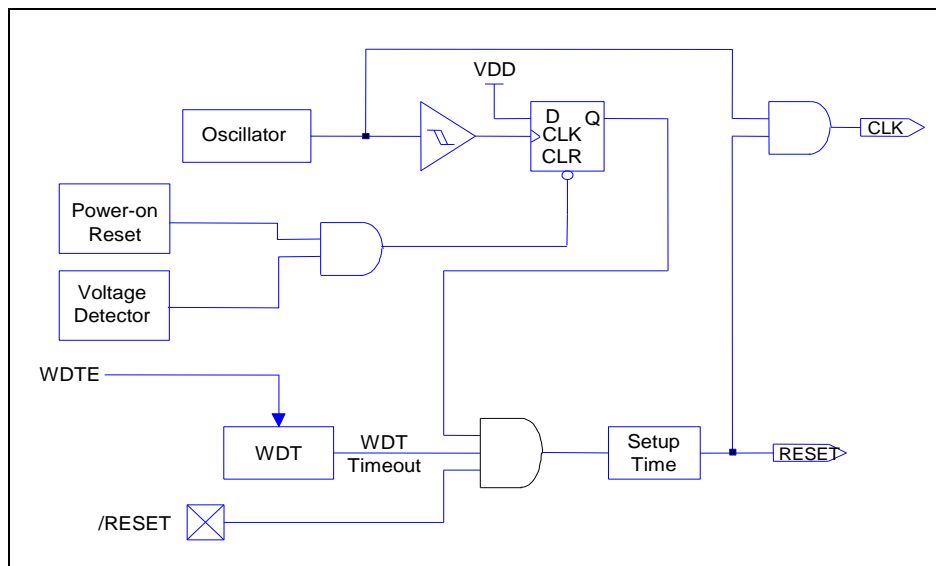 VDD
Oscillator
D Q
CLK
CLR
CLK
Power-on
Reset
Voltage
Detector
WDTE
WDT
WDT
Timeout
Setup
Time
RESET
/RESET